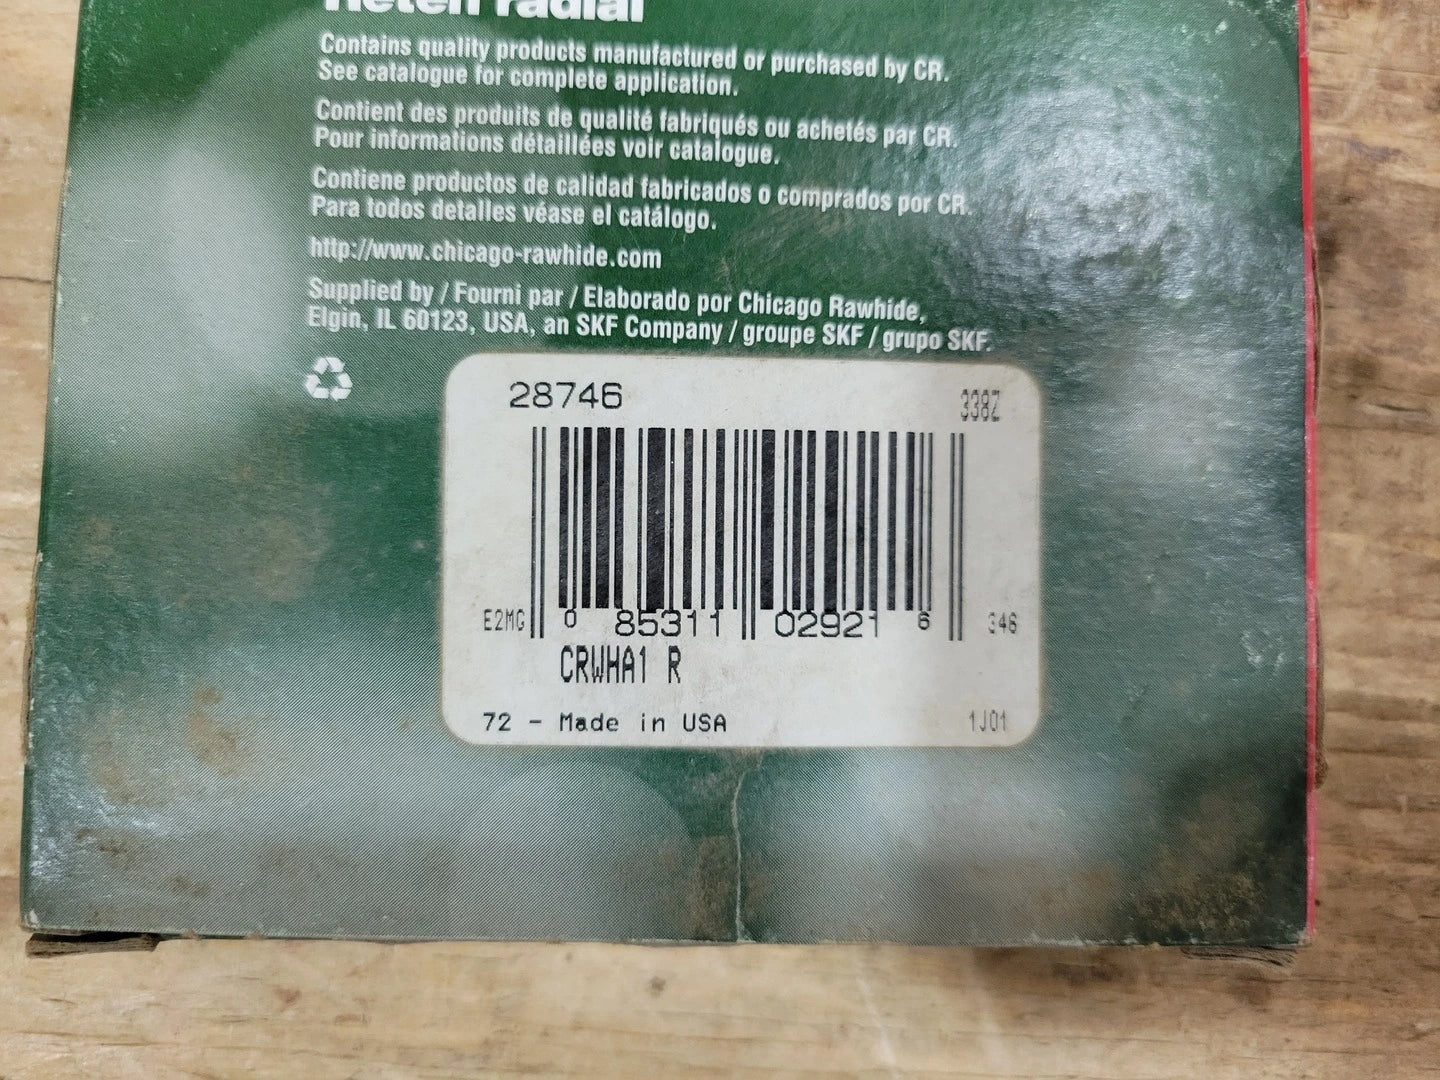 retén radial
Contains quality products manufactured or purchased by CR.
See catalogue for complete application.
Contient des produits de qualité fabriqués ou achetés par CR.
Pour informations détaillées voir catalogue.
Contiene productos de calidad fabricados o comprados por CR.
Para todos detalles véase el catálogo.
http://www.chicago-rawhide.com
Supplied by / Fourni par / Elaborado por Chicago Rawhide,
Elgin, IL 60123, USA, an SKF Company / groupe SKF / grupo SKF.
28746 338Z
E2MG 0 85311 02921 6 346
CRWHA1 R
72 - Made in USA 1J01